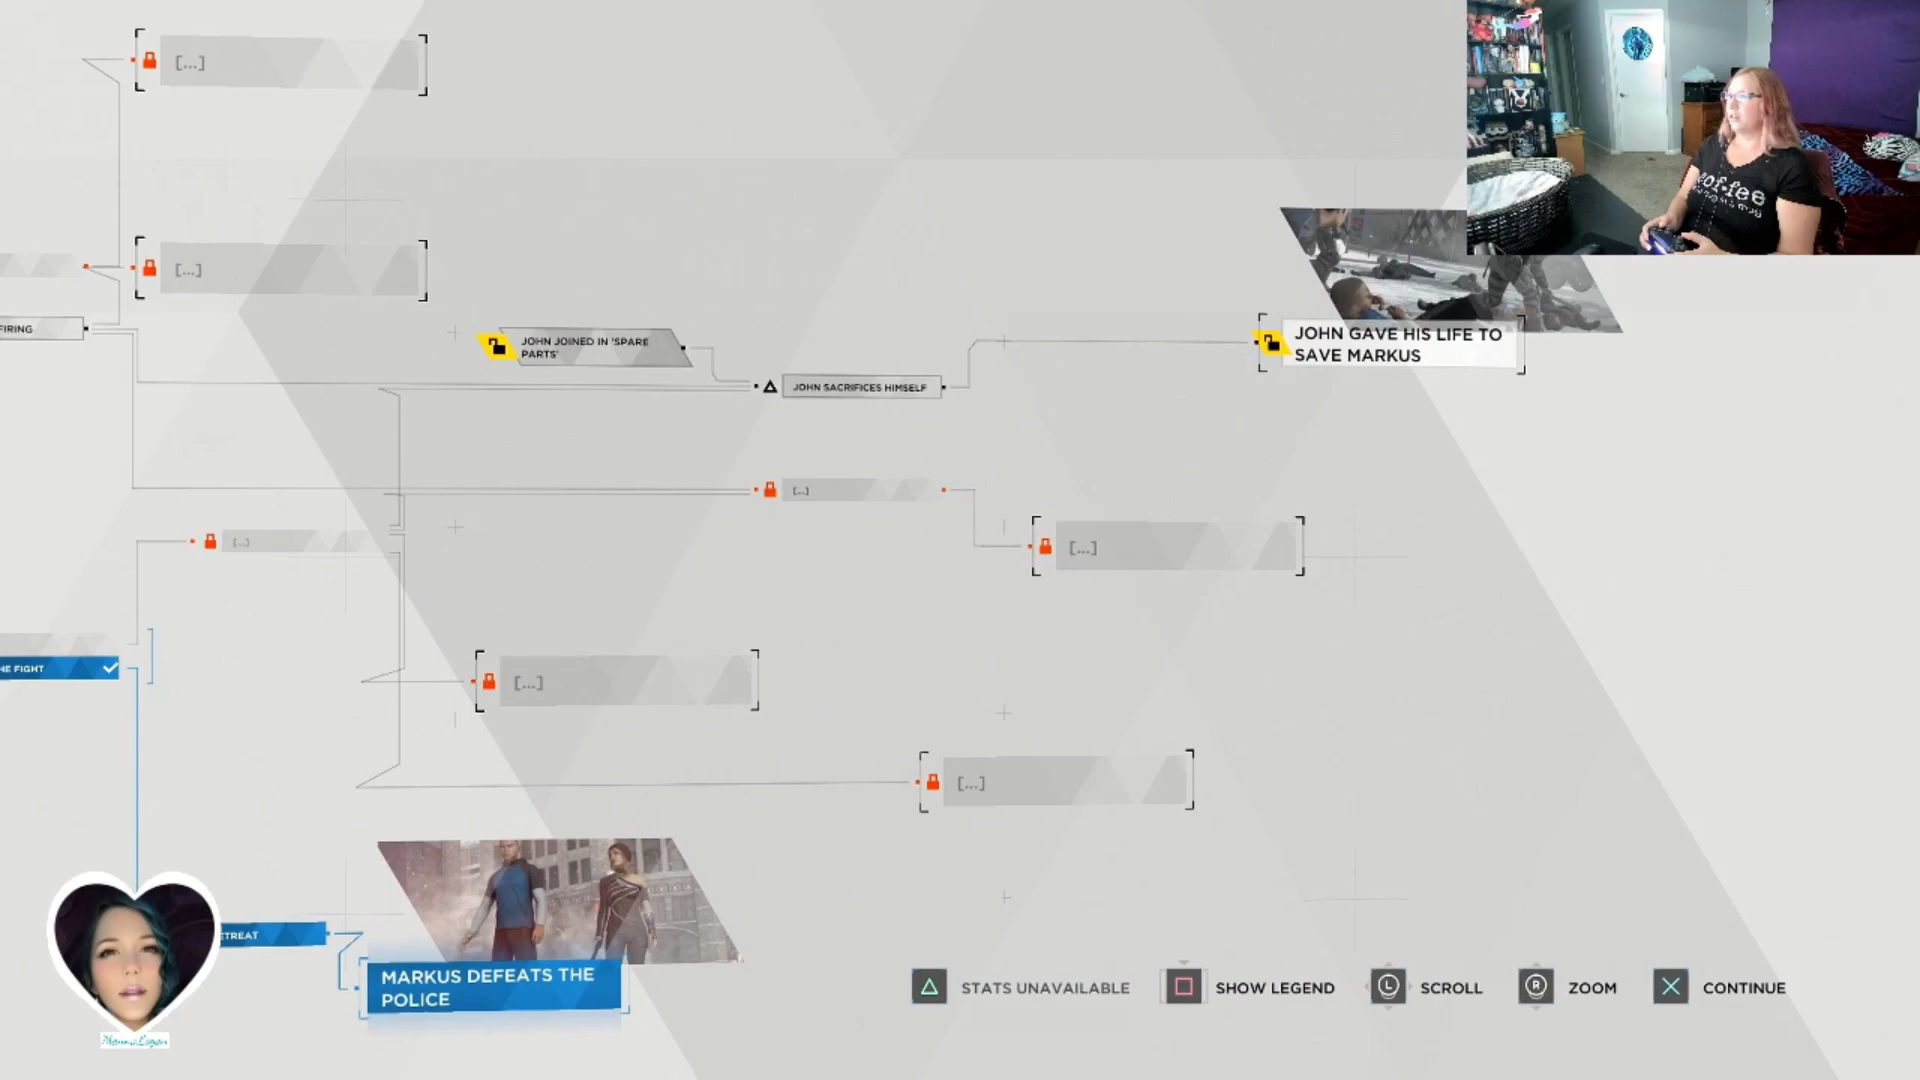 [...]
[...]
FIRING
JOHN JOINED IN 'SPARE
PARTS'
JOHN SACRIFICES HIMSELF
JOHN GAVE HIS LIFE TO
SAVE MARKUS
[...]
[...]
[...]
HE FIGHT
[...]
[...]
ETREAT
MARKUS DEFEATS THE
POLICE
STATS UNAVAILABLE
SHOW LEGEND
L
SCROLL
R
ZOOM
CONTINUE